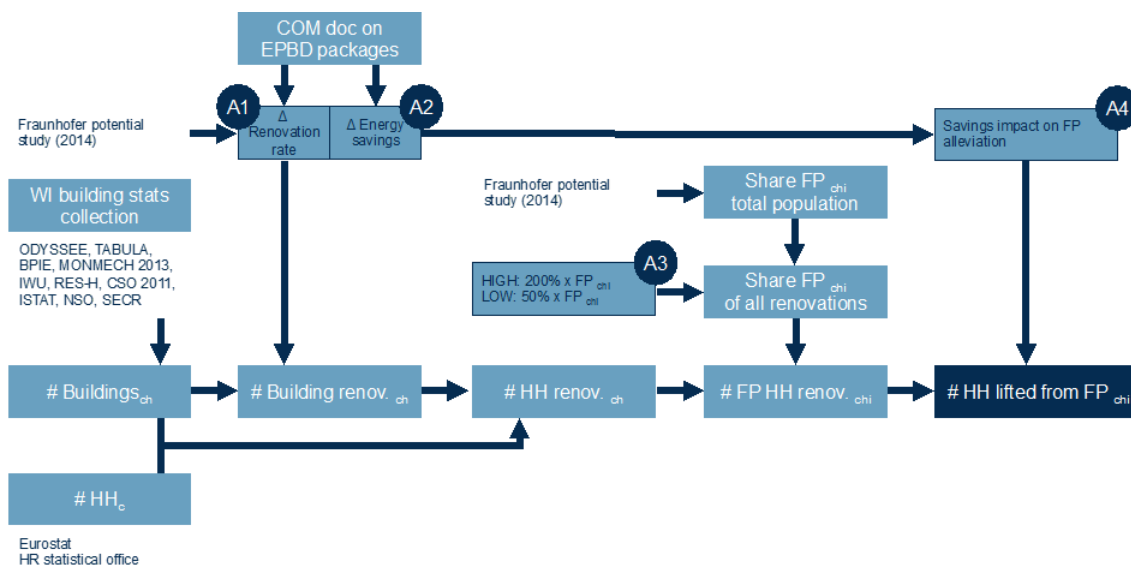 COM doc on
EPBD packages
A1
A2
A4
Δ
Renovation
rate
Δ Energy
savings
Fraunhofer potential
study (2014)
Savings impact on FP
alleviation
WI building stats
collection
Fraunhofer potential
study (2014)
Share FP chi
total population
ODYSSEE, TABULA,
BPIE, MONMECH 2013,
IWU, RES-H, CSO 2011,
ISTAT, NSO, SECR
A3
HIGH: 200% x FP chi
LOW: 50% x FP chi
Share FP chi
of all renovations
# Buildings ch
# Building renov. ch
# HH renov. ch
# FP HH renov. chi
# HH lifted from FP chi
# HH c
Eurostat
HR statistical office